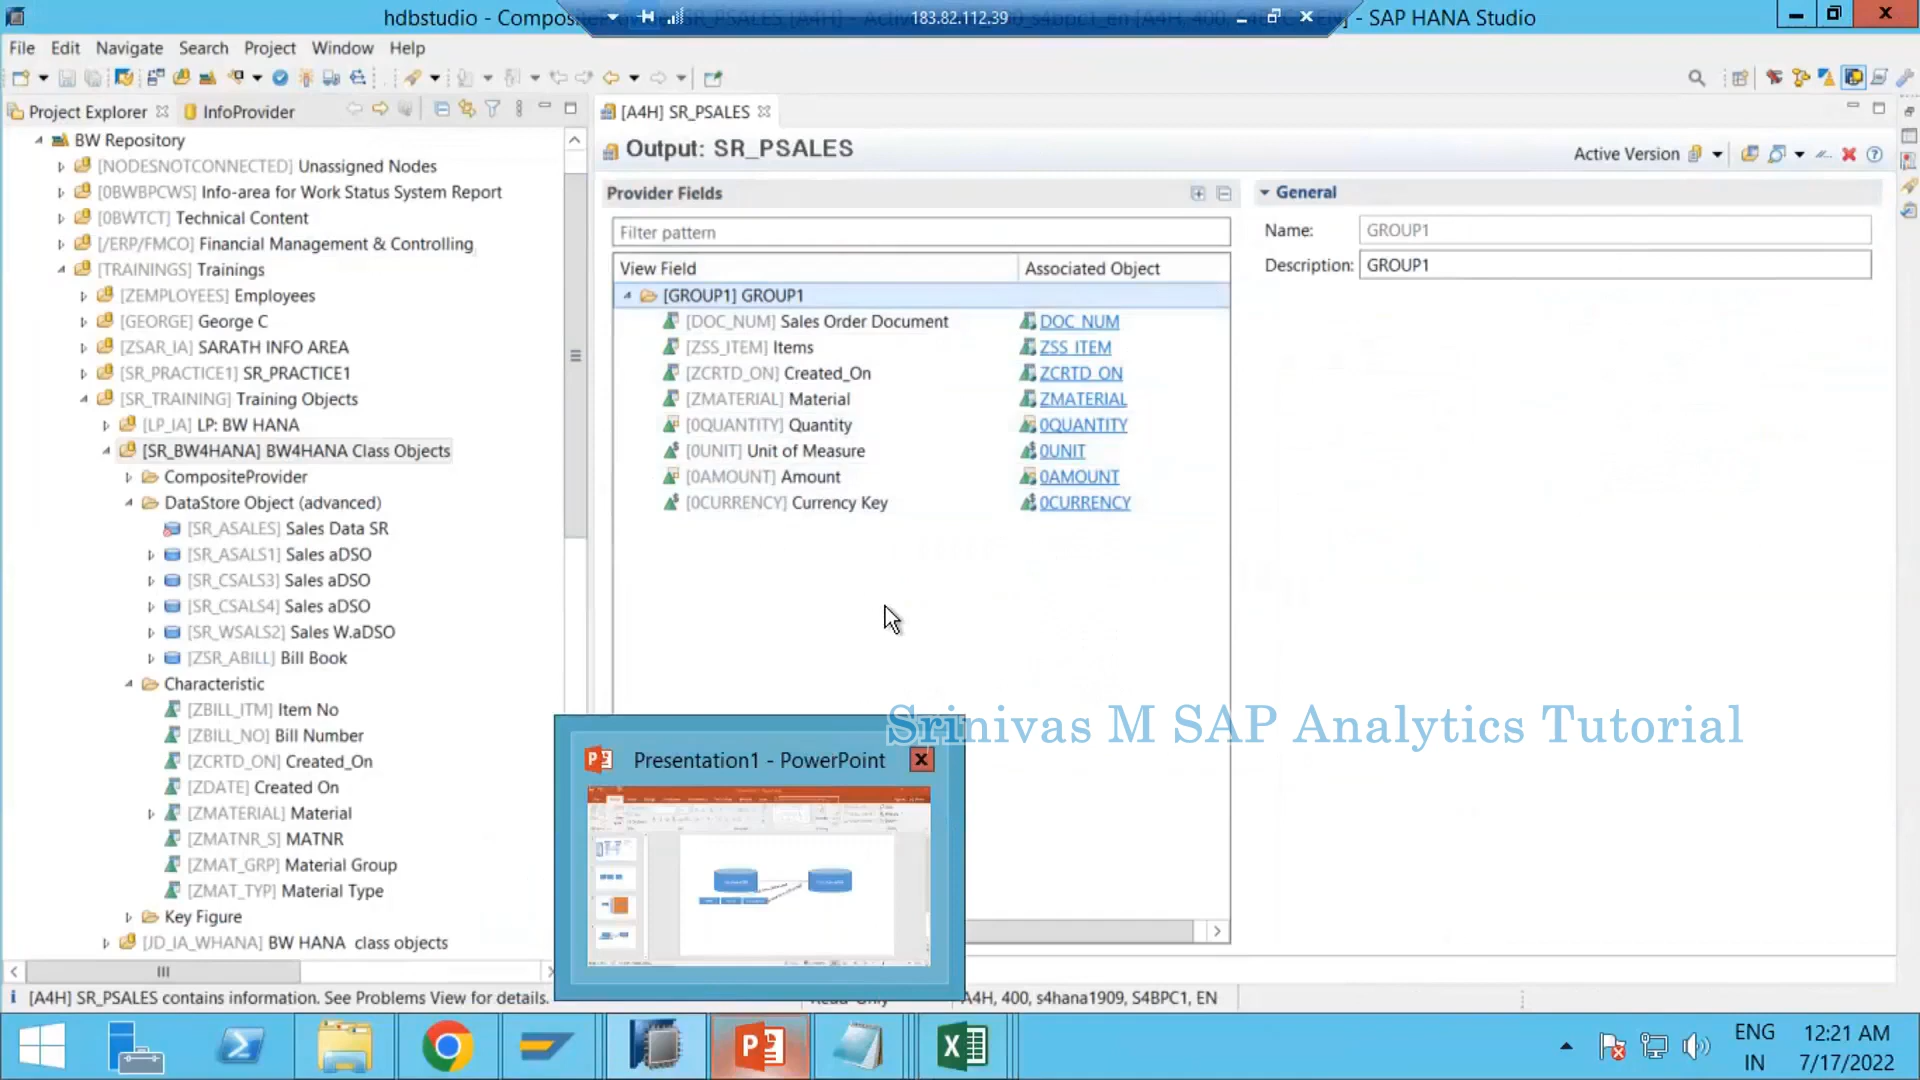 hdbstudio - Compos
183.82.112.39
- SAP HANA Studio
File Edit Navigate Search Project Window Help
Project Explorer
InfoProvider
[A4H] SR_PSALES
BW Repository
[NODESNOTCONNECTED] Unassigned Nodes
[0BWBPCWS] Info-area for Work Status System Report
[0BWTCT] Technical Content
[/ERP/FMCO] Financial Management & Controlling
[TRAININGS] Trainings
[ZEMPLOYEES] Employees
[GEORGE] George C
[ZSAR_IA] SARATH INFO AREA
[SR_PRACTICE1] SR_PRACTICE1
[SR_TRAINING] Training Objects
[LP_IA] LP: BW HANA
[SR_BW4HANA] BW4HANA Class Objects
CompositeProvider
DataStore Object (advanced)
[SR_ASALES] Sales Data SR
[SR_ASALS1] Sales aDSO
[SR_CSALS3] Sales aDSO
[SR_CSALS4] Sales aDSO
[SR_WSALS2] Sales W.aDSO
[ZSR_ABILL] Bill Book
Characteristic
[ZBILL_ITM] Item No
[ZBILL_NO] Bill Number
[ZCRTD_ON] Created_On
[ZDATE] Created On
[ZMATERIAL] Material
[ZMATNR_S] MATNR
[ZMAT_GRP] Material Group
[ZMAT_TYP] Material Type
Key Figure
[JD_IA_WHANA] BW HANA class objects
Output: SR_PSALES
Active Version
Provider Fields
Filter pattern
View Field Associated Object
[GROUP1] GROUP1
[DOC_NUM] Sales Order Document DOC_NUM
[ZSS_ITEM] Items ZSS_ITEM
[ZCRTD_ON] Created_On ZCRTD_ON
[ZMATERIAL] Material ZMATERIAL
[0QUANTITY] Quantity 0QUANTITY
[0UNIT] Unit of Measure 0UNIT
[0AMOUNT] Amount 0AMOUNT
[0CURRENCY] Currency Key 0CURRENCY
General
Name: GROUP1
Description: GROUP1
Srinivas M SAP Analytics Tutorial
Presentation1 - PowerPoint
[A4H] SR_PSALES contains information. See Problems View for details.
A4H, 400, s4hana1909, S4BPC1, EN
ENG
IN
12:21 AM
7/17/2022